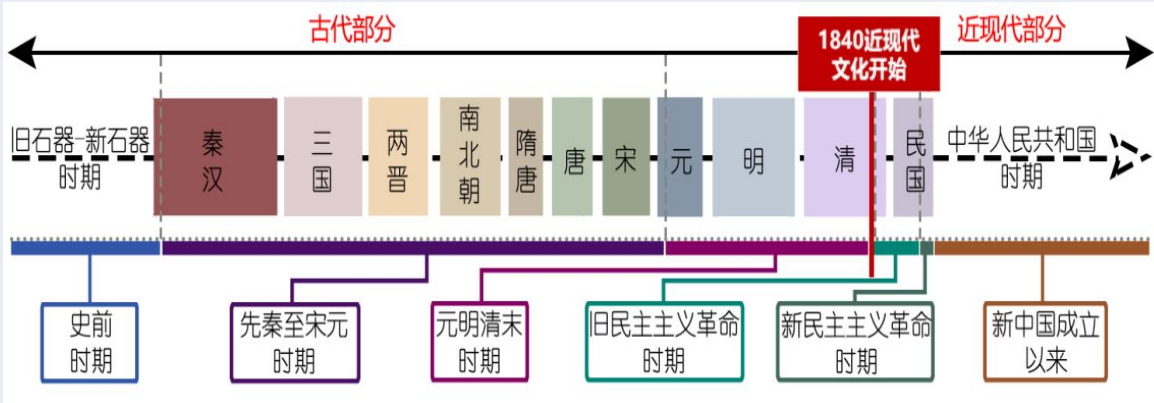 古代部分
1840近现代
文化开始
近现代部分
旧石器-新石器
时期
秦
汉
三
国
两
晋
南
北
朝
隋
唐
唐
宋
元
明
清
民
国
中华人民共和国
时期
史前
时期
先秦至宋元
时期
元明清末
时期
旧民主主义革命
时期
新民主主义革命
时期
新中国成立
以来